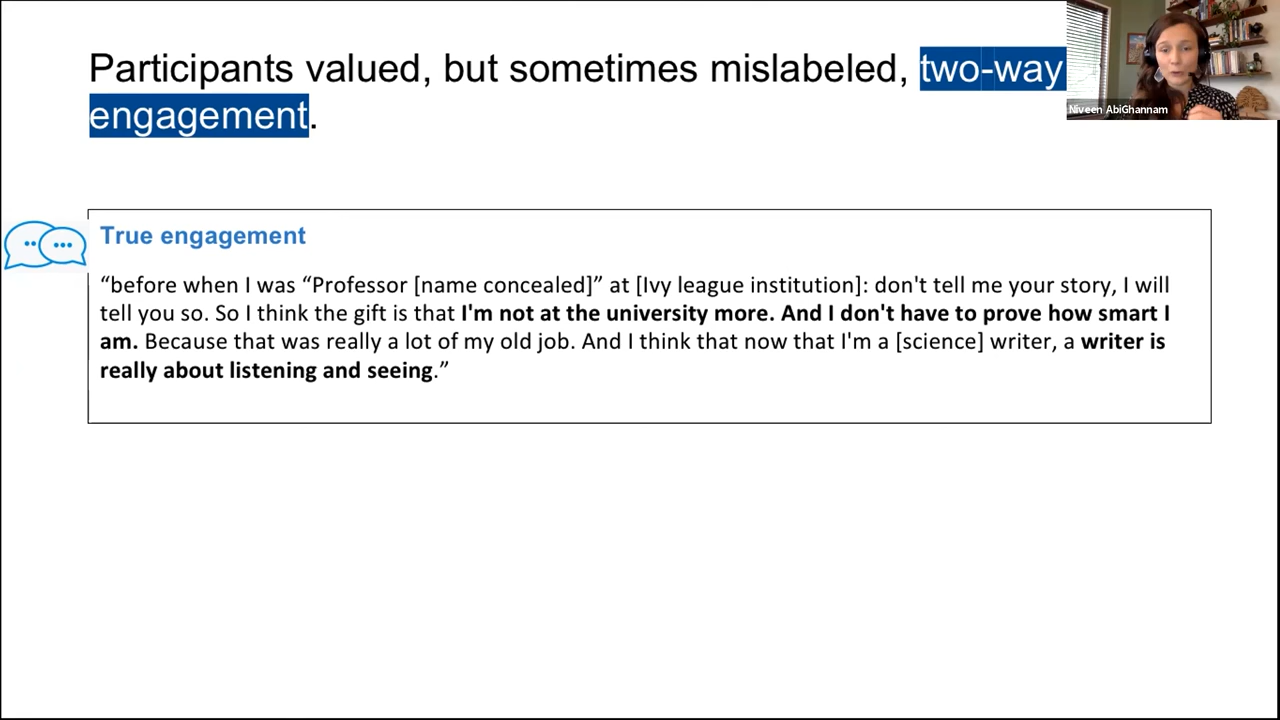 Participants valued, but sometimes mislabeled, two-way
engagement.
Niveen AbiGhannam
True engagement
“before when I was “Professor [name concealed]” at [Ivy league institution]: don't tell me your story, I will
tell you so. So I think the gift is that I'm not at the university more. And I don't have to prove how smart I
am. Because that was really a lot of my old job. And I think that now that I'm a [science] writer, a writer is
really about listening and seeing.”